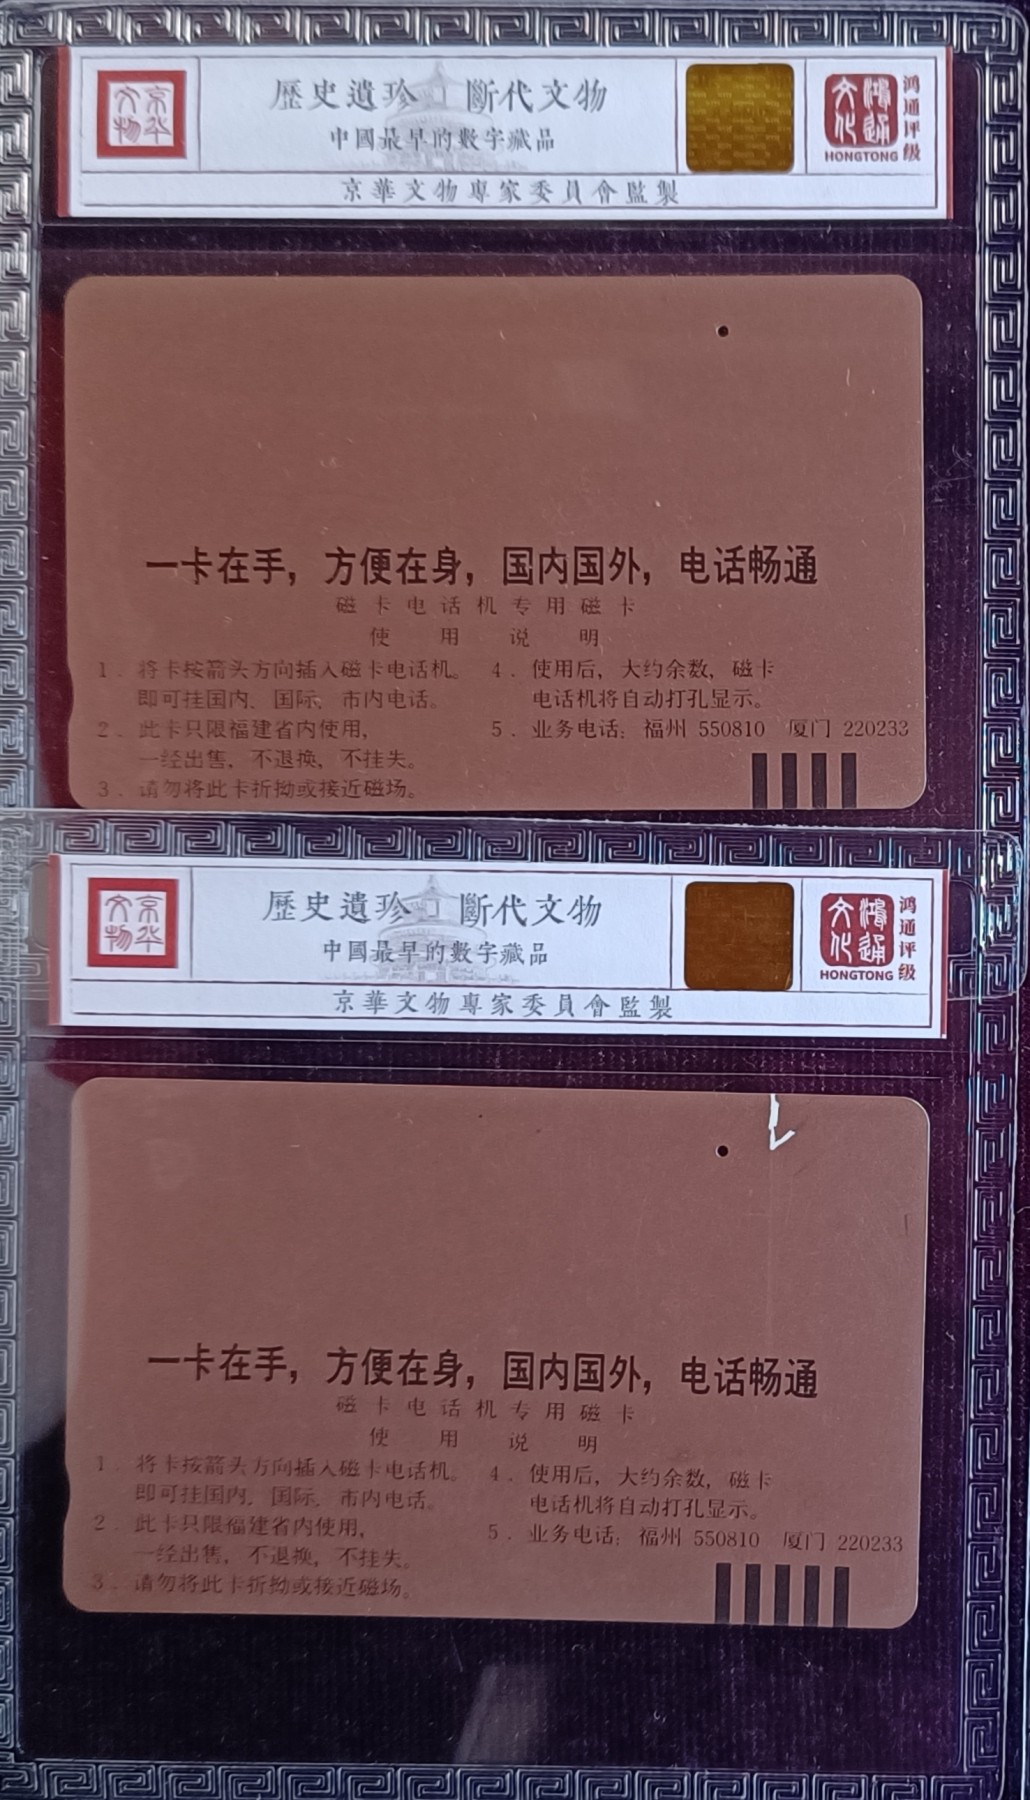 京华文物
歷史遺珍 斷代文物
中國最早的數字藏品
京華文物專家委員會監製
鸿通文化
HONGTONG
鸿通评级
一卡在手，方便在身，国内国外，电话畅通
磁卡电话机专用磁卡
使用说明
1．将卡按箭头方向插入磁卡电话机。
即可挂国内、国际、市内电话。
2．此卡只限福建省内使用，
一经出售，不退换，不挂失。
3．请勿将此卡折拗或接近磁场。
4．使用后，大约余数，磁卡
电话机将自动打孔显示。
5．业务电话：福州 550810 厦门 220233
京华文物
歷史遺珍 斷代文物
中國最早的數字藏品
京華文物專家委員會監製
鸿通文化
HONGTONG
鸿通评级
一卡在手，方便在身，国内国外，电话畅通
磁卡电话机专用磁卡
使用说明
1．将卡按箭头方向插入磁卡电话机。
即可挂国内、国际、市内电话。
2．此卡只限福建省内使用，
一经出售，不退换，不挂失。
3．请勿将此卡折拗或接近磁场。
4．使用后，大约余数，磁卡
电话机将自动打孔显示。
5．业务电话：福州 550810 厦门 220233